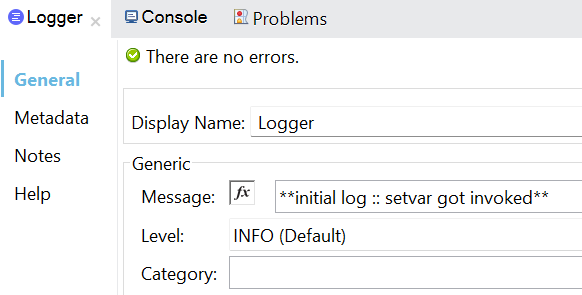 Logger × Console Problems
There are no errors.
General
Display Name: Logger
Metadata
Notes
Generic
Help
Message: fx **initial log :: setvar got invoked**
Level: INFO (Default)
Category: